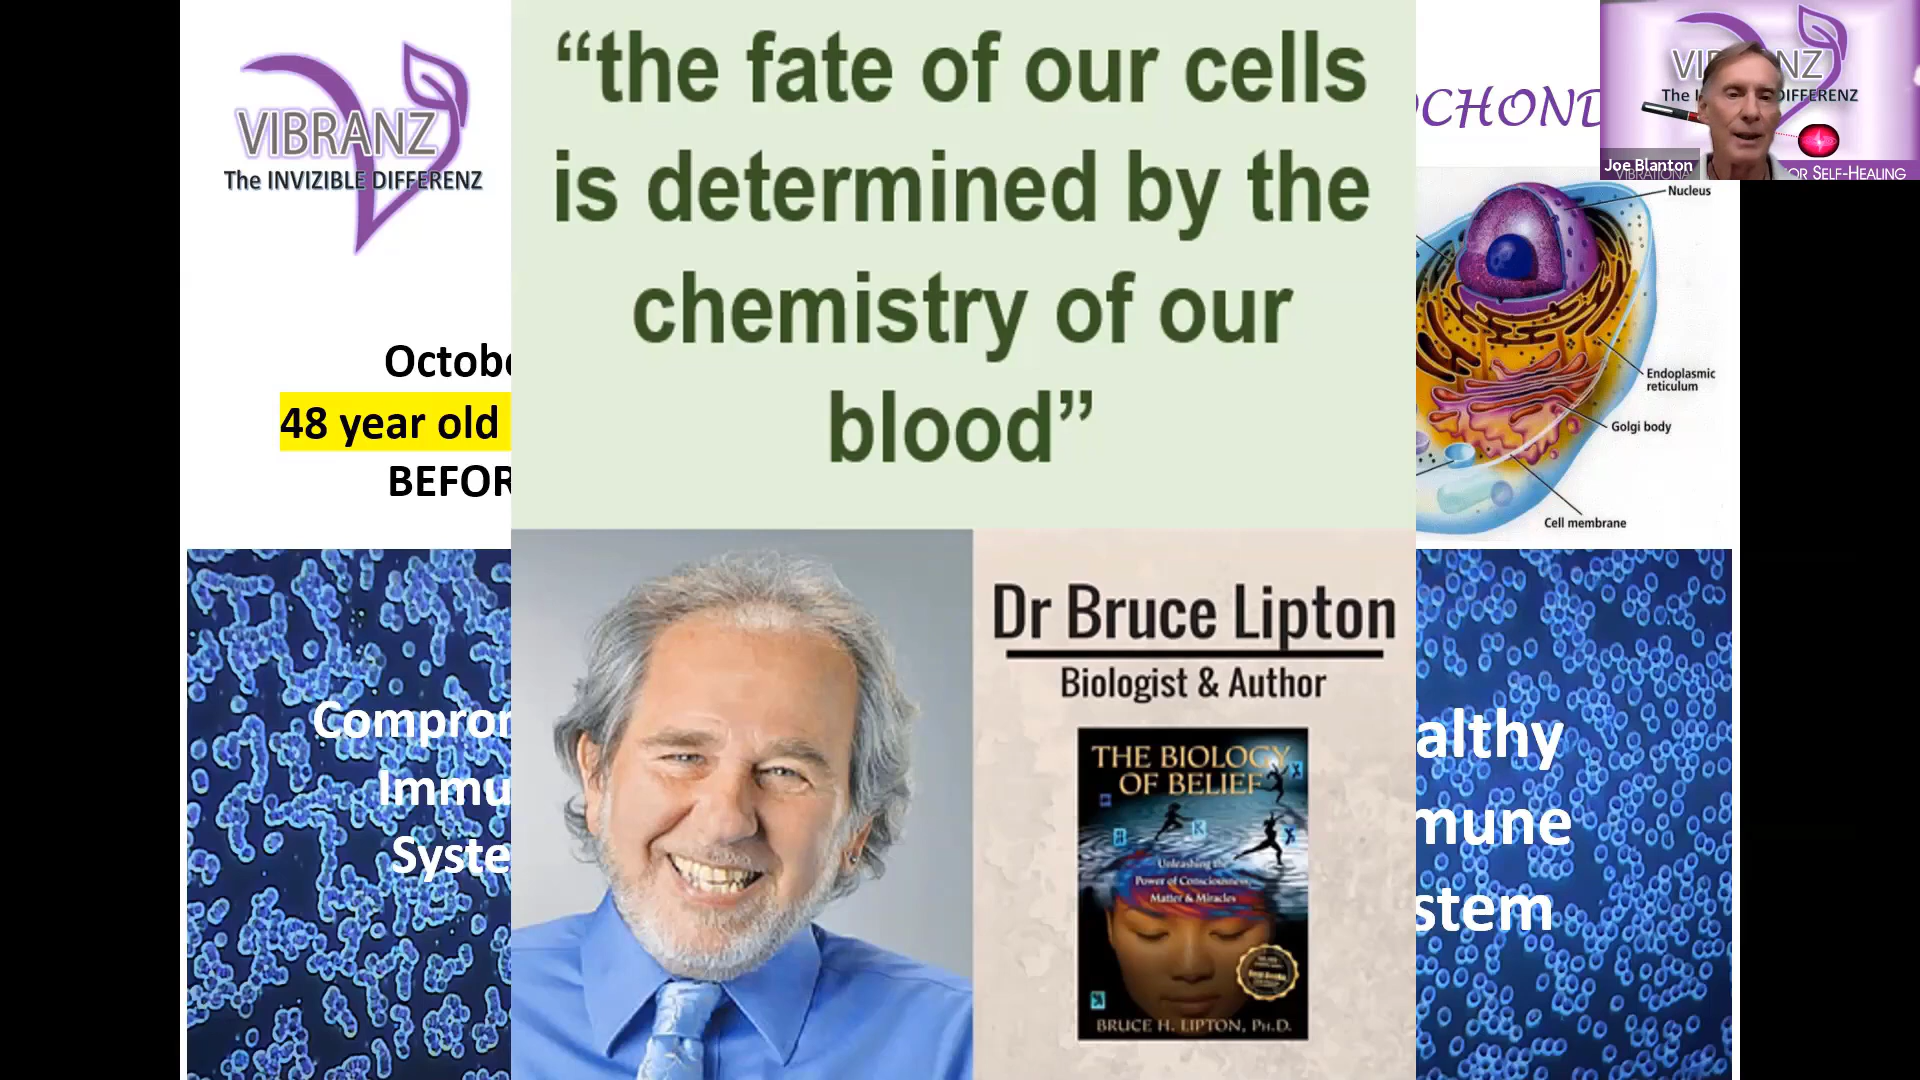 VIBRANZ
The INVIZIBLE DIFFERENZ
Octobe
48 year old
BEFOR
Compror
Immu
Syste
“the fate of our cells
is determined by the
chemistry of our
blood”
Dr Bruce Lipton
Biologist & Author
THE BIOLOGY
OF BELIEF
Unleashing the
Power of Consciousness,
Matter & Miracles
BRUCE H. LIPTON, PH.D.
OCHOND
Nucleus
Endoplasmic
reticulum
Golgi body
Cell membrane
althy
mune
stem
VIBRANZ
The I DIFFERENZ
Joe Blanton
VIBRATIONA OR SELF-HEALING